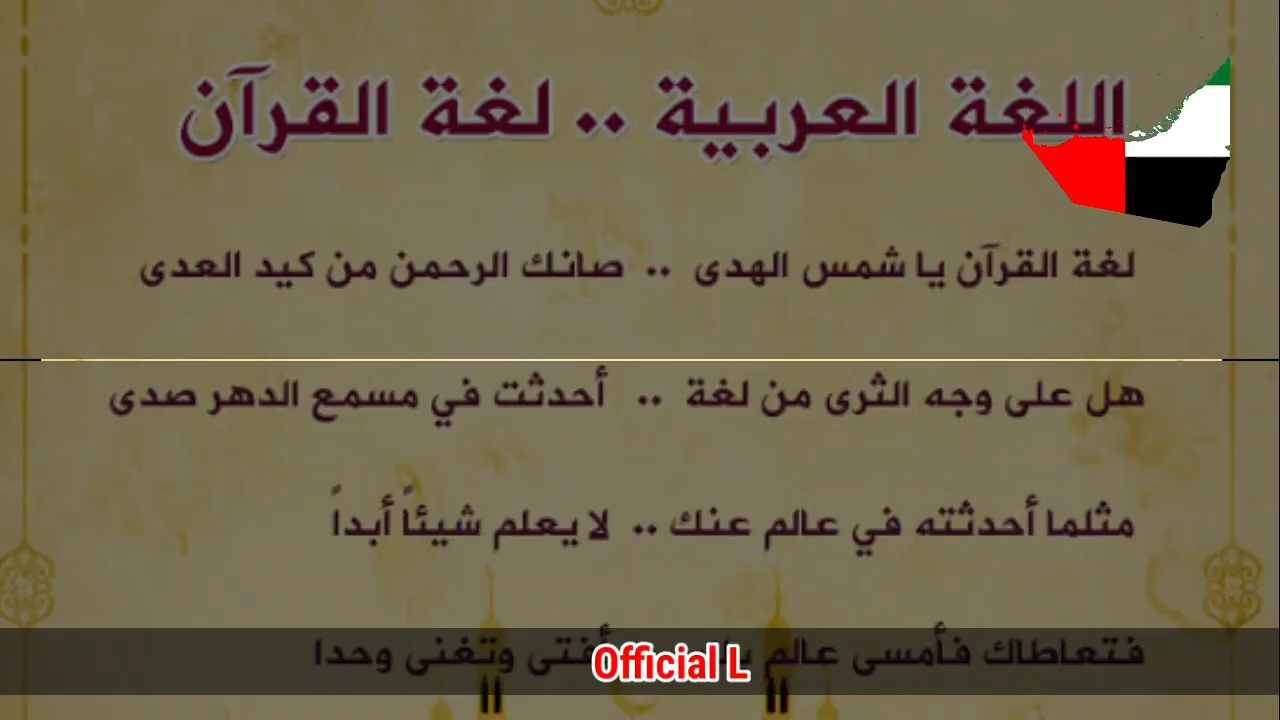 اللغة العربية .. لغة القرآن
لغة القرآن يا شمس الهدى .. صانك الرحمن من كيد العدى
هل على وجه الثرى من لغة .. أحدثت في مسمع الدهر صدى
مثلما أحدثته في عالم عنك .. لا يعلم شيئاً أبداً
فتعاطاك فأمسى عالم وتغنى وحدا
Official L